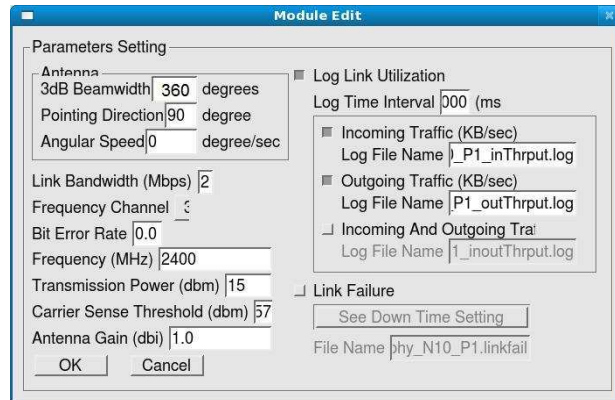 Module Edit
Parameters Setting
Antenna
3dB Beamwidth 360 degrees
Pointing Direction 90 degree
Angular Speed 0 degree/sec
Link Bandwidth (Mbps) 2
Frequency Channel 3
Bit Error Rate 0.0
Frequency (MHz) 2400
Transmission Power (dbm) 15
Carrier Sense Threshold (dbm) 57
Antenna Gain (dbi) 1.0
OK Cancel
Log Link Utilization
Log Time Interval 000 (ms
Incoming Traffic (KB/sec)
Log File Name _P1_inThrput.log
Outgoing Traffic (KB/sec)
Log File Name P1_outThrput.log
Incoming And Outgoing Traf
Log File Name 1_inoutThrput.log
Link Failure
See Down Time Setting
File Name phy_N10_P1.linkfail